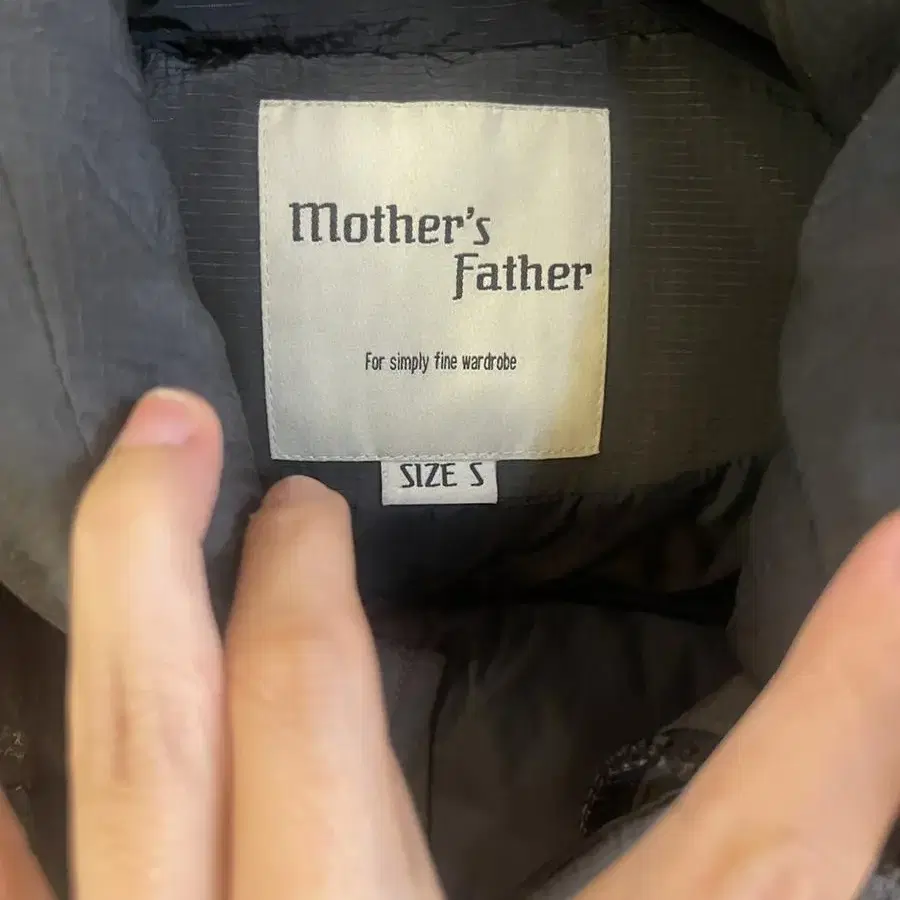 Mother's
Father
For simply fine wardrobe
SIZE S